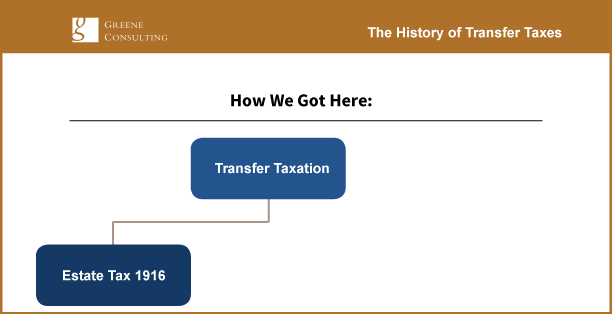 GREENE
CONSULTING
The History of Transfer Taxes
How We Got Here:
Transfer Taxation
Estate Tax 1916